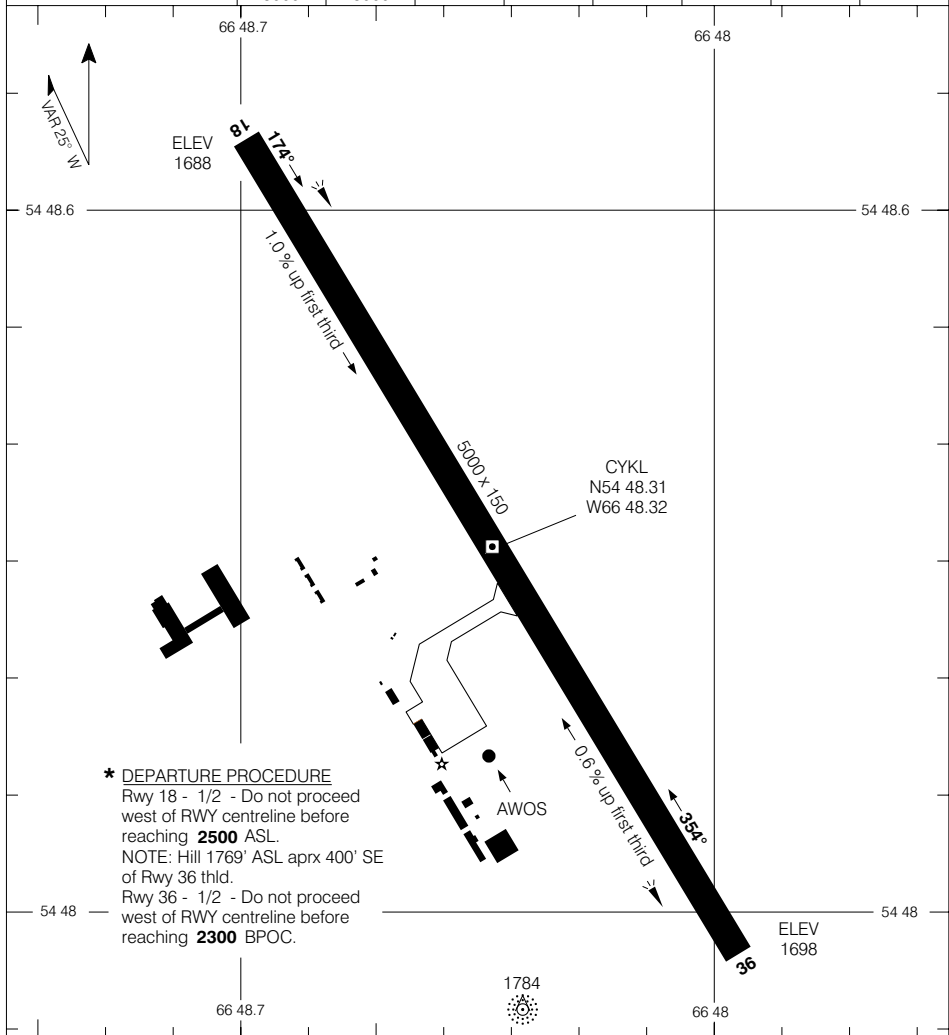 66 48.7
66 48
VAR 25° W
18
174°
ELEV
1688
54 48.6
54 48.6
1.0 % up first third
5000 x 150
CYKL
N54 48.31
W66 48.32
0.6 % up first third
354°
AWOS
* DEPARTURE PROCEDURE
Rwy 18 - 1/2 - Do not proceed
west of RWY centreline before
reaching 2500 ASL.
NOTE: Hill 1769' ASL aprx 400' SE
of Rwy 36 thld.
Rwy 36 - 1/2 - Do not proceed
west of RWY centreline before
reaching 2300 BPOC.
54 48
54 48
ELEV
1698
36
1784
66 48.7
66 48